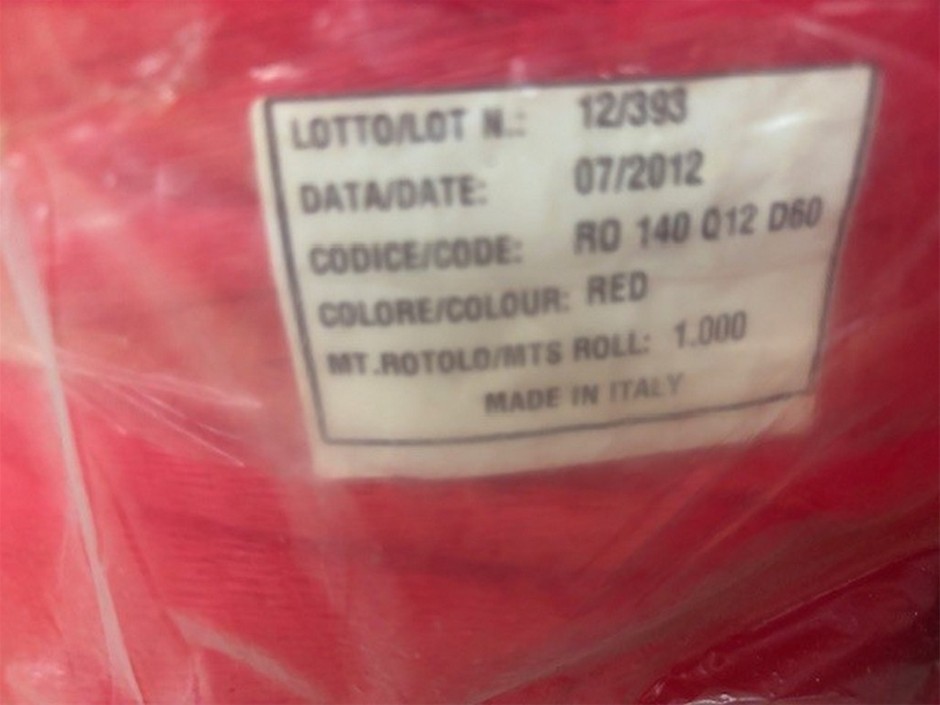 LOTTO/LOT N.: 12/393
DATA/DATE: 07/2012
CODICE/CODE: RO 140 Q12 D60
COLORE/COLOUR: RED
MT.ROTOLO/MTS ROLL: 1.000
MADE IN ITALY